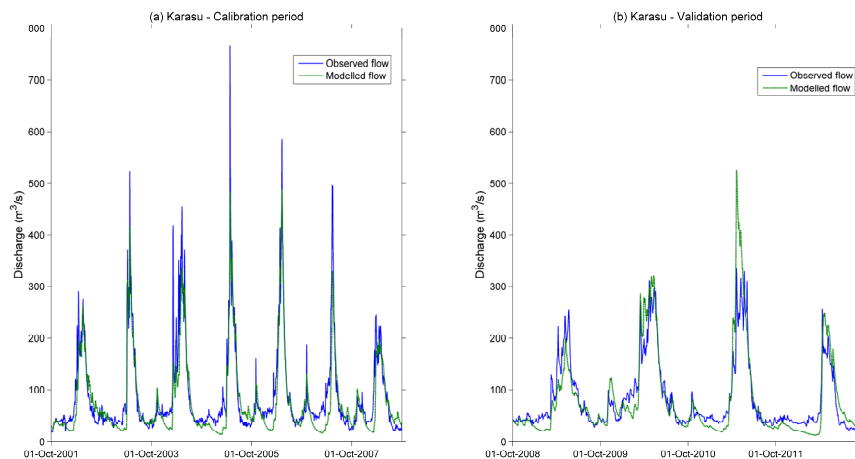 (a) Karasu - Calibration period
800
700
600
500
400
300
200
100
0
Discharge (m³/s)
Observed flow
Modelled flow
01-Oct-2001
01-Oct-2003
01-Oct-2005
01-Oct-2007
(b) Karasu - Validation period
800
700
600
500
400
300
200
100
0
Discharge (m³/s)
Observed flow
Modelled flow
01-Oct-2008
01-Oct-2009
01-Oct-2010
01-Oct-2011